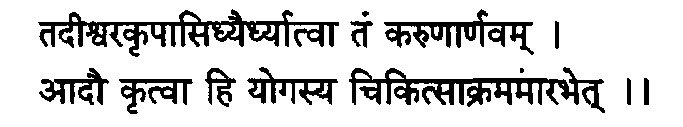 तदीश्वरकृपासिध्यैर्ध्यात्वा तं करुणार्णवम् ।
आदौ कृत्वा हि योगस्य चिकित्साक्रममांरभेत् ।।